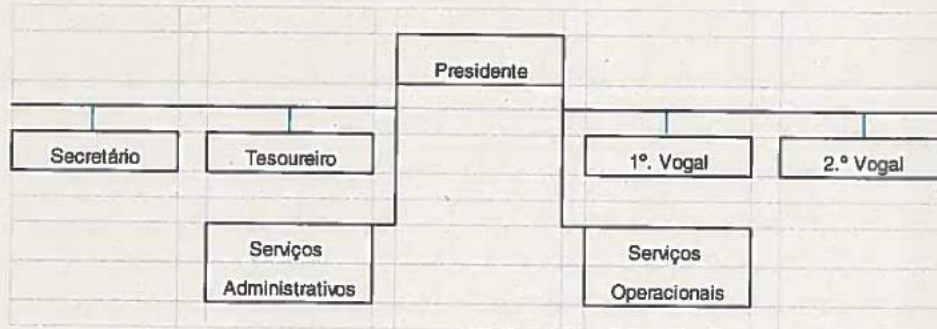 Presidente
Secretário
Tesoureiro
1º. Vogal
2.º Vogal
Serviços
Administrativos
Serviços
Operacionais